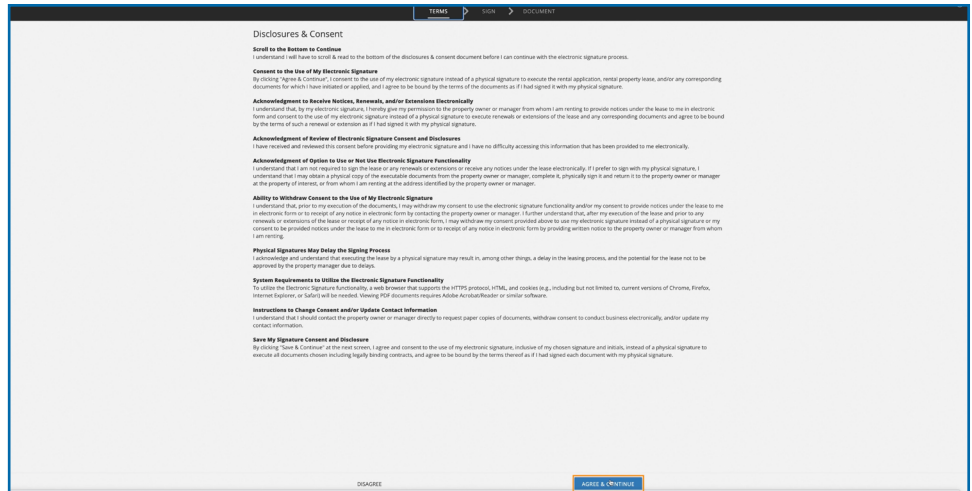 TERMS SIGN DOCUMENT
Disclosures & Consent
Scroll to the Bottom to Continue
I understand I will have to scroll & read to the bottom of the disclosures & consent document before I can continue with the electronic signature process.
Consent to the Use of My Electronic Signature
By clicking "Agree & Continue", I consent to the use of my electronic signature instead of a physical signature to execute the rental application, rental property lease, and/or any corresponding
documents for which I have initiated or applied, and I agree to be bound by the terms of the documents as if I had signed it with my physical signature.
Acknowledgment to Receive Notices, Renewals, and/or Extensions Electronically
I understand that, by my electronic signature, I hereby give my permission to the property owner or manager from whom I am renting to provide notices under the lease to me in electronic
form and consent to the use of my electronic signature instead of a physical signature to execute renewals or extensions of the lease and any corresponding documents and agree to be bound
by the terms of such a renewal or extension as if I had signed it with my physical signature.
Acknowledgment of Review of Electronic Signature Consent and Disclosures
I have received and reviewed this consent before providing my electronic signature and I have no difficulty accessing this information that has been provided to me electronically.
Acknowledgment of Option to Use or Not Use Electronic Signature Functionality
I understand that I am not required to sign the lease or any renewals or extensions or receive any notices under the lease electronically. If I prefer to sign with my physical signature, I
understand that I may obtain a physical copy of the executable documents from the property owner or manager, complete it, physically sign it and return it to the property owner or manager
at the property of interest, or from whom I am renting at the address identified by the property owner or manager.
Ability to Withdraw Consent to the Use of My Electronic Signature
I understand that, prior to my execution of the documents, I may withdraw my consent to use the electronic signature functionality and/or my consent to provide notices under the lease to me
in electronic form or to receipt of any notice in electronic form by contacting the property owner or manager. I further understand that, after my execution of the lease and prior to any
renewals or extensions of the lease or receipt of any notice in electronic form, I may withdraw my consent provided above to use my electronic signature instead of a physical signature or my
consent to be provided notices under the lease to me in electronic form or to receipt of any notice in electronic form by providing written notice to the property owner or manager from whom
I am renting.
Physical Signatures May Delay the Signing Process
I acknowledge and understand that executing the lease by a physical signature may result in, among other things, a delay in the leasing process, and the potential for the lease not to be
approved by the property manager due to delays.
System Requirements to Utilize the Electronic Signature Functionality
To utilize the Electronic Signature functionality, a web browser that supports the HTTPS protocol, HTML, and cookies (e.g., including but not limited to, current versions of Chrome, Firefox,
Internet Explorer, or Safari) will be needed. Viewing PDF documents requires Adobe Acrobat/Reader or similar software.
Instructions to Change Consent and/or Update Contact Information
I understand that I should contact the property owner or manager directly to request paper copies of documents, withdraw consent to conduct business electronically, and/or update my
contact information.
Save My Signature Consent and Disclosure
By clicking "Save & Continue" at the next screen, I agree and consent to the use of my electronic signature, inclusive of my chosen signature and initials, instead of a physical signature to
execute all documents chosen including legally binding contracts, and agree to be bound by the terms thereof as if I had signed each document with my physical signature.
DISAGREE AGREE & CONTINUE